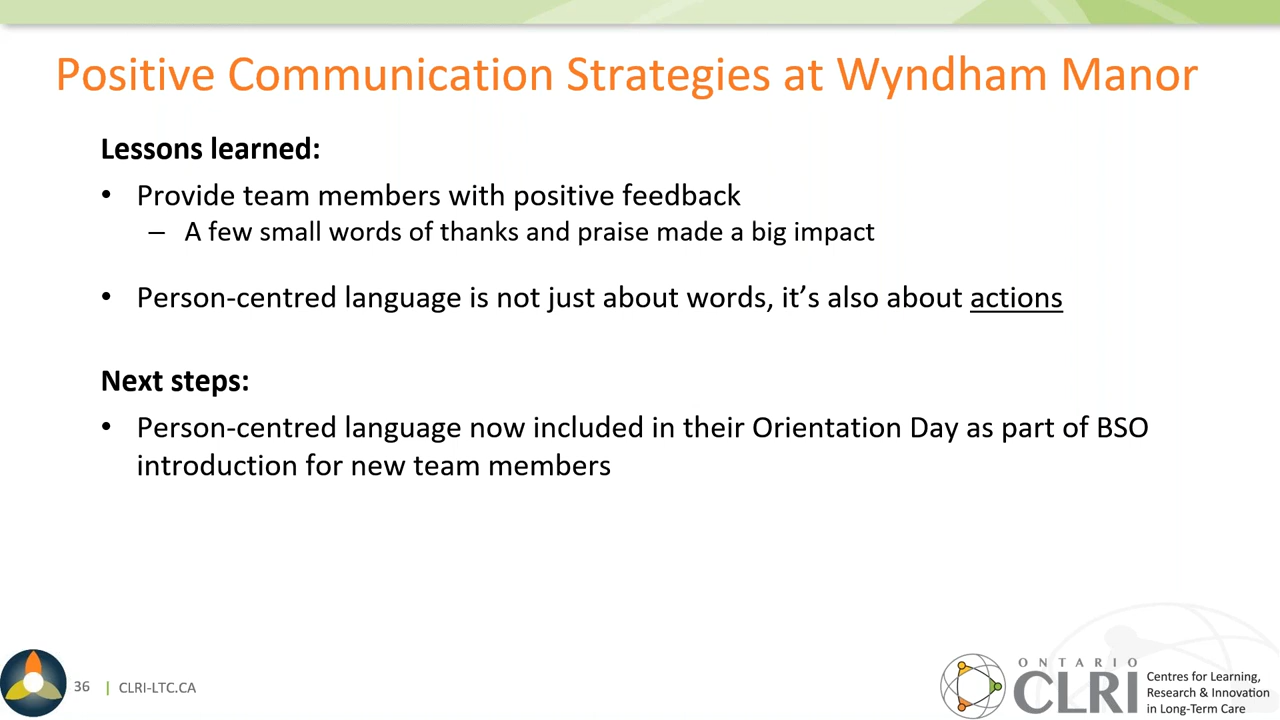 Positive Communication Strategies at Wyndham Manor
Lessons learned:
• Provide team members with positive feedback
– A few small words of thanks and praise made a big impact
• Person-centred language is not just about words, it’s also about actions
Next steps:
• Person-centred language now included in their Orientation Day as part of BSO
introduction for new team members
36 | CLRI-LTC.CA
ONTARIO
CLRI
Centres for Learning,
Research & Innovation
in Long-Term Care